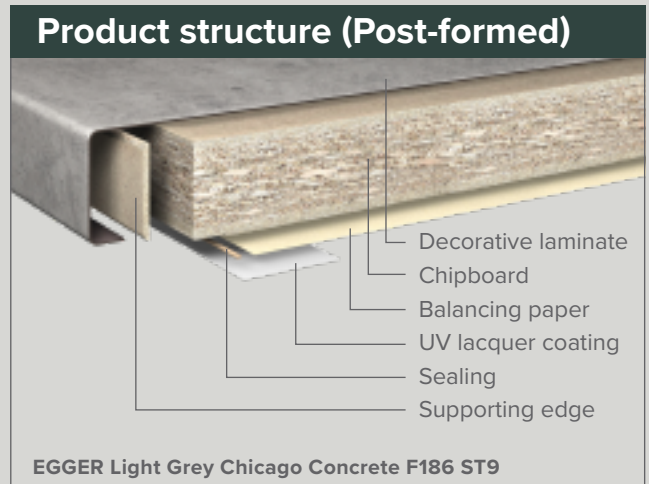 Product structure (Post-formed)
Decorative laminate
Chipboard
Balancing paper
UV lacquer coating
Sealing
Supporting edge
EGGER Light Grey Chicago Concrete F186 ST9